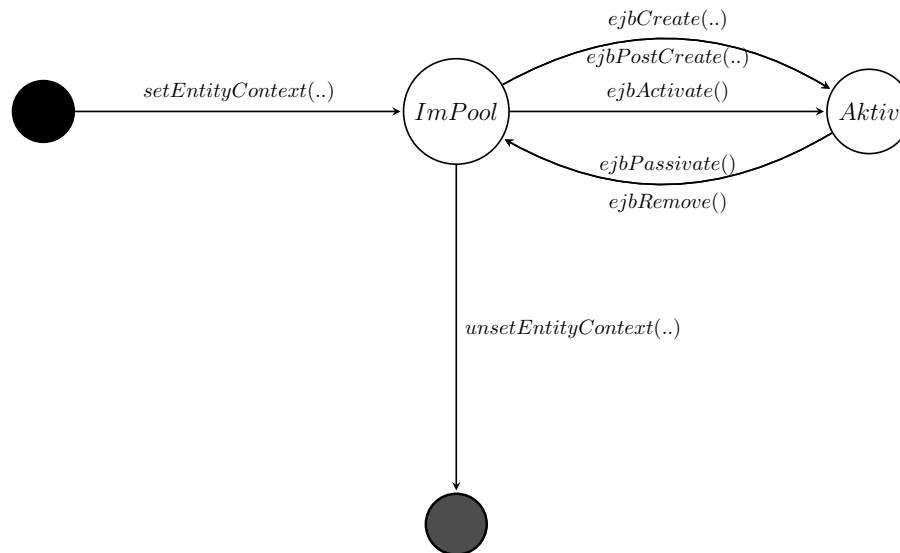 ejbCreate(..)
ejbPostCreate(..)
setEntityContext(..)
ejbActivate()
ImPool
Aktiv
ejbPassivate()
ejbRemove()
unsetEntityContext(..)